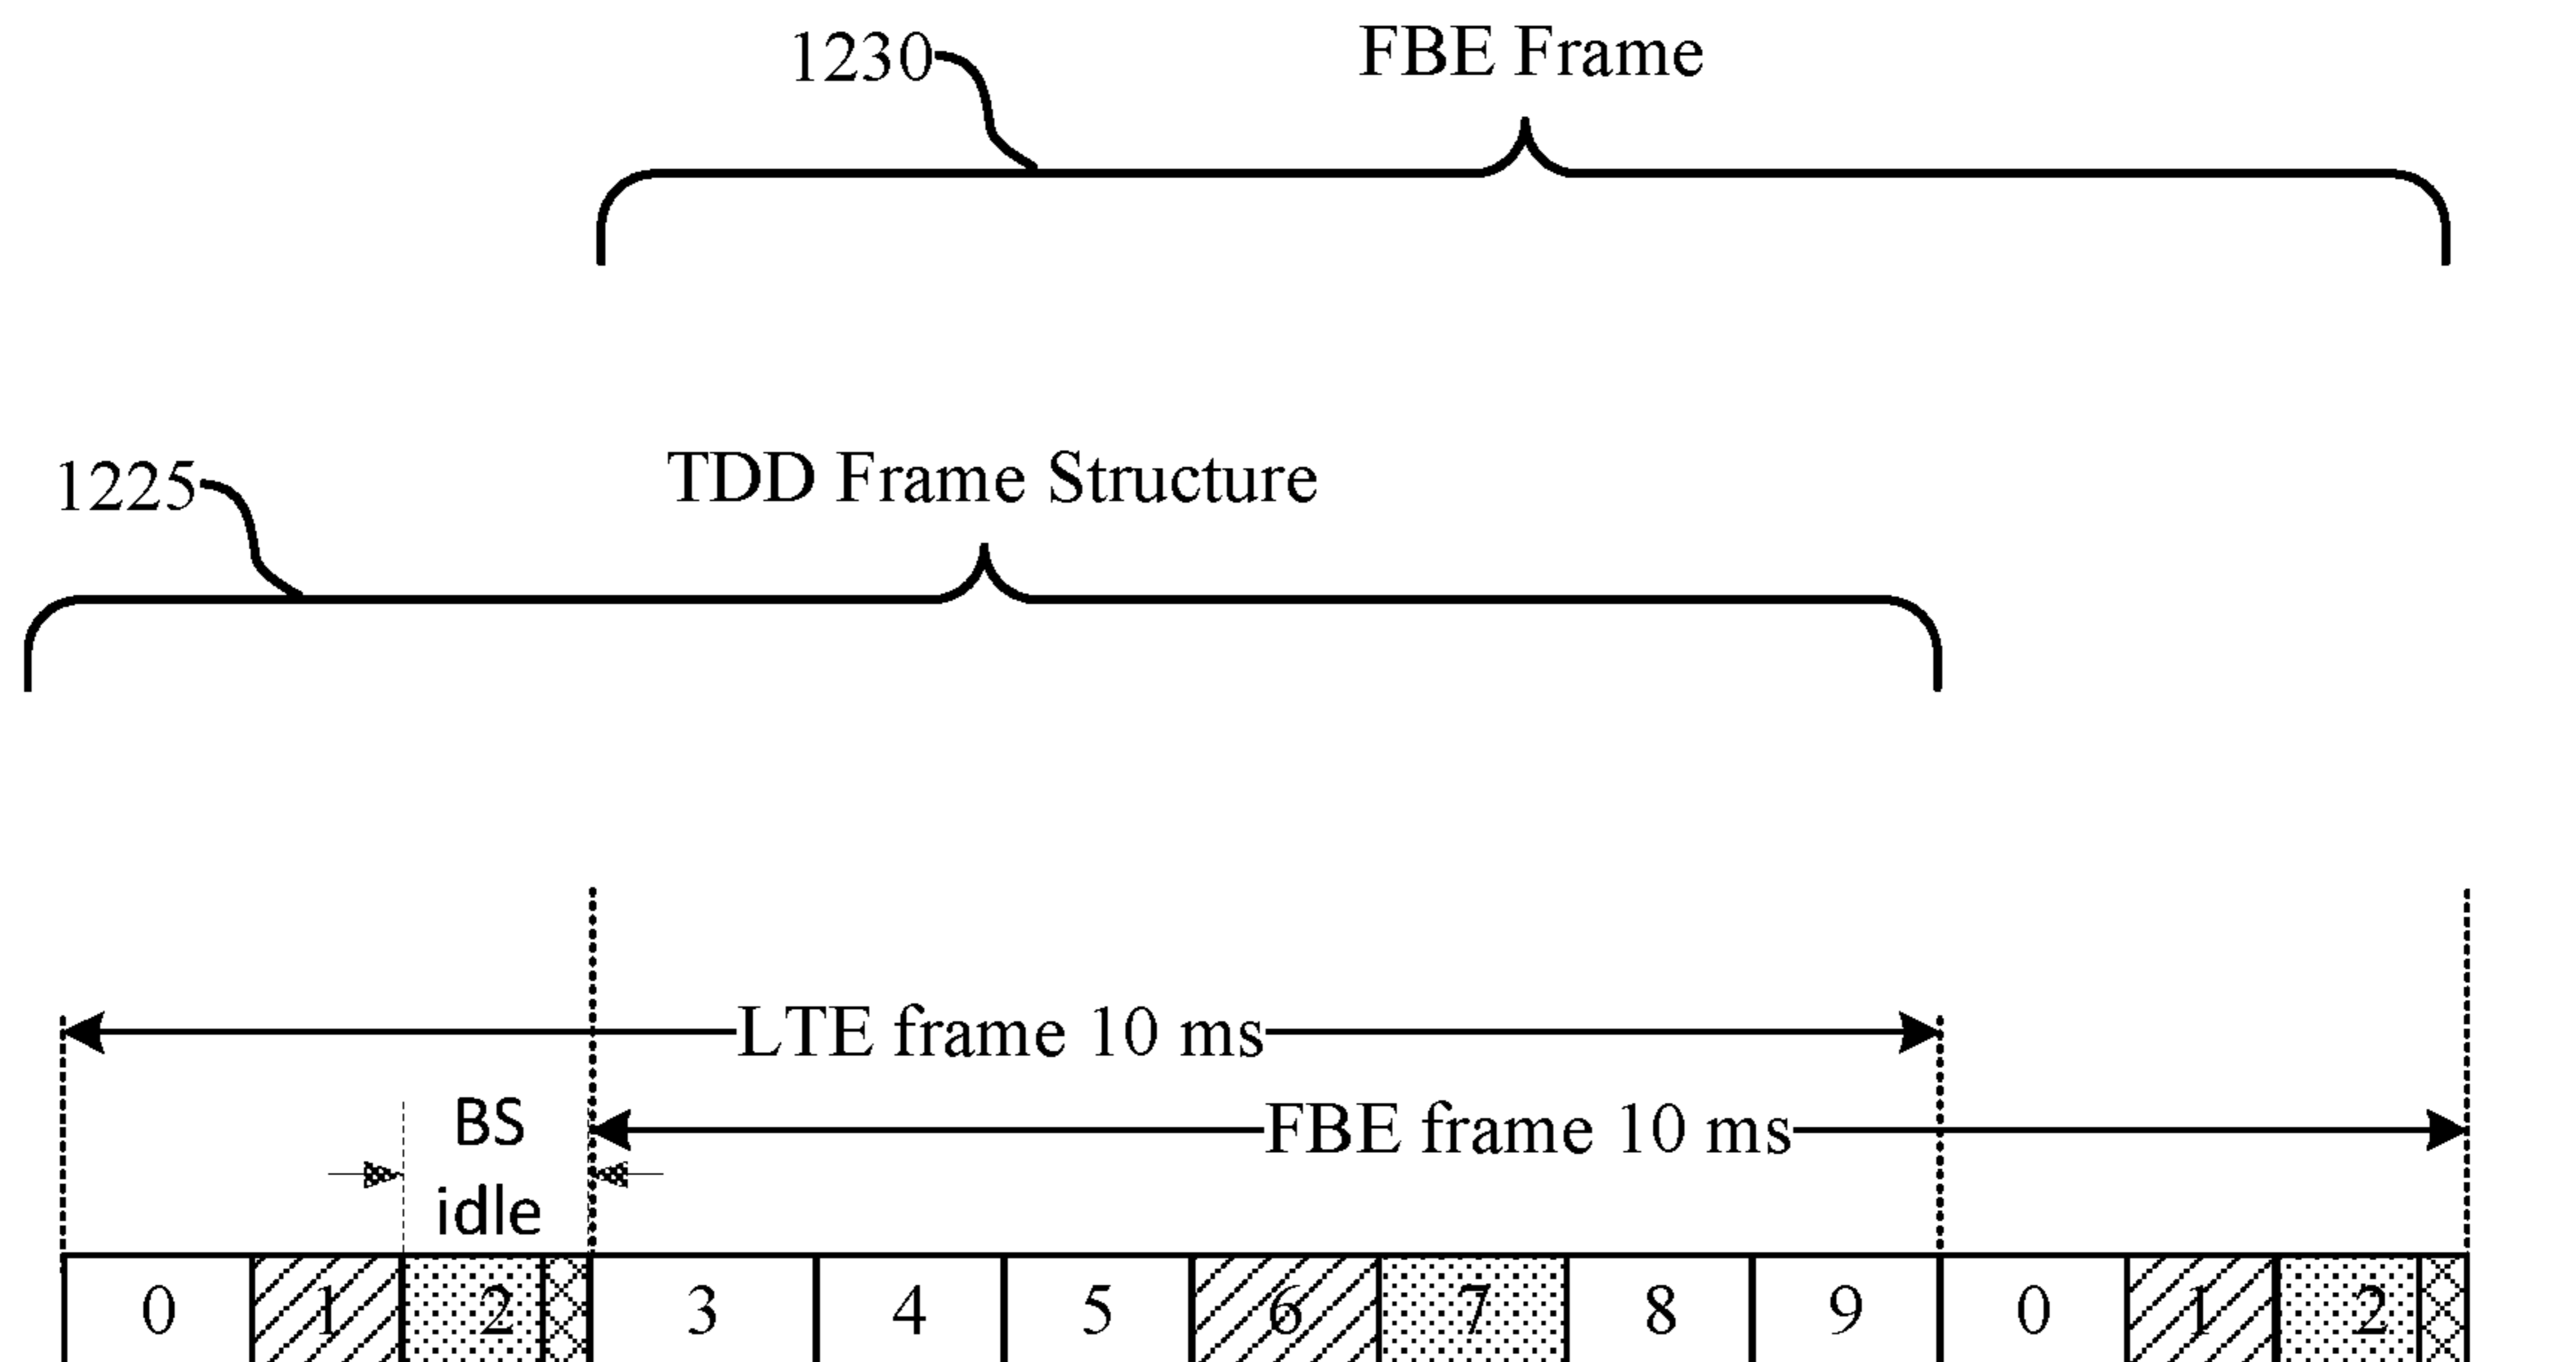 1230 FBE Frame
1225 TDD Frame Structure
LTE frame 10 ms
BS
idle
FBE frame 10 ms
0 1 2 3 4 5 6 7 8 9 0 1 2